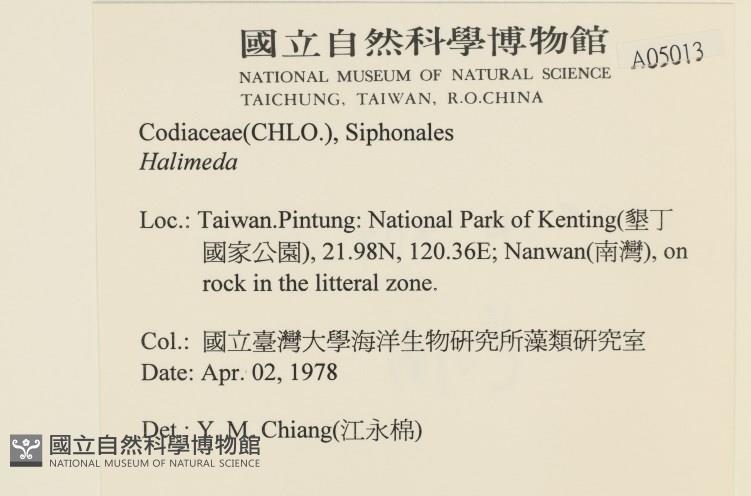 國立自然科學博物館
NATIONAL MUSEUM OF NATURAL SCIENCE
TAICHUNG, TAIWAN, R.O.CHINA
A05013
Codiaceae(CHLO.), Siphonales
Halimeda
Loc.: Taiwan.Pintung: National Park of Kenting(墾丁
國家公園), 21.98N, 120.36E; Nanwan(南灣), on
rock in the litteral zone.
Col.: 國立臺灣大學海洋生物研究所藻類研究室
Date: Apr. 02, 1978
Det.: Y. M. Chiang(江永棉)
國立自然科學博物館
NATIONAL MUSEUM OF NATURAL SCIENCE